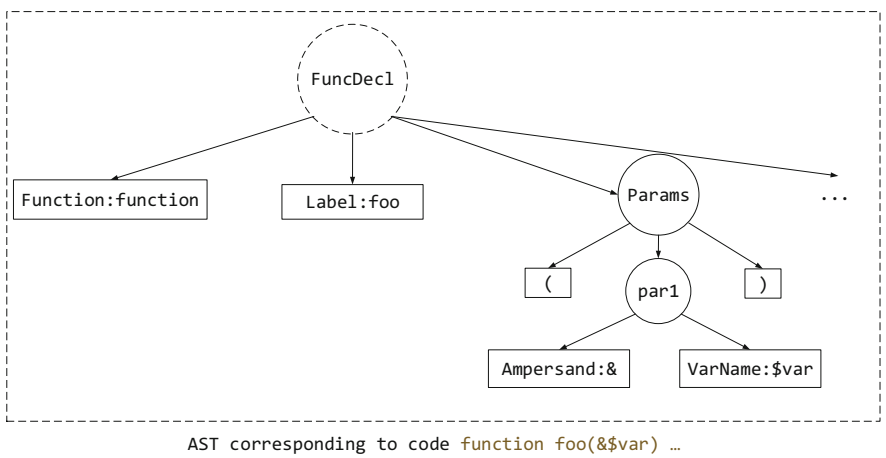 FuncDecl
Function:function
Label:foo
Params
...
(
par1
)
Ampersand:&
VarName:$var
AST corresponding to code function foo(&$var) …